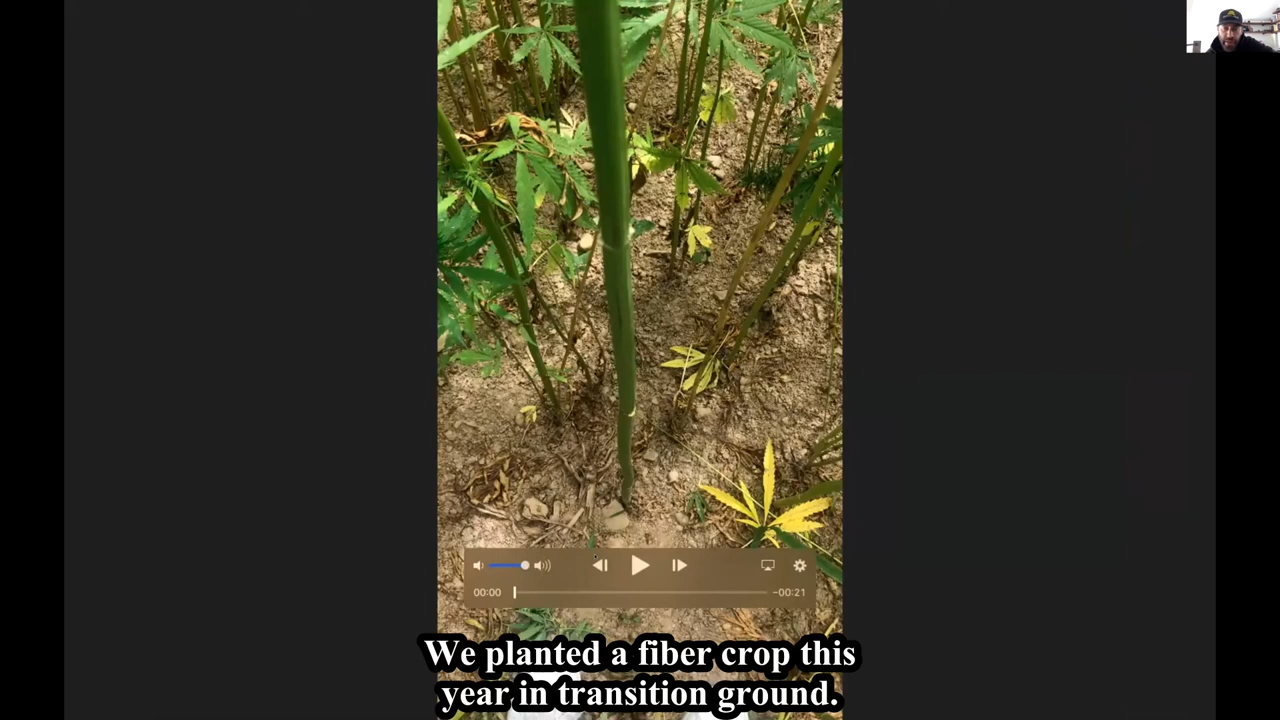 00:00
−00:21
We planted a fiber crop this
year in transition ground.